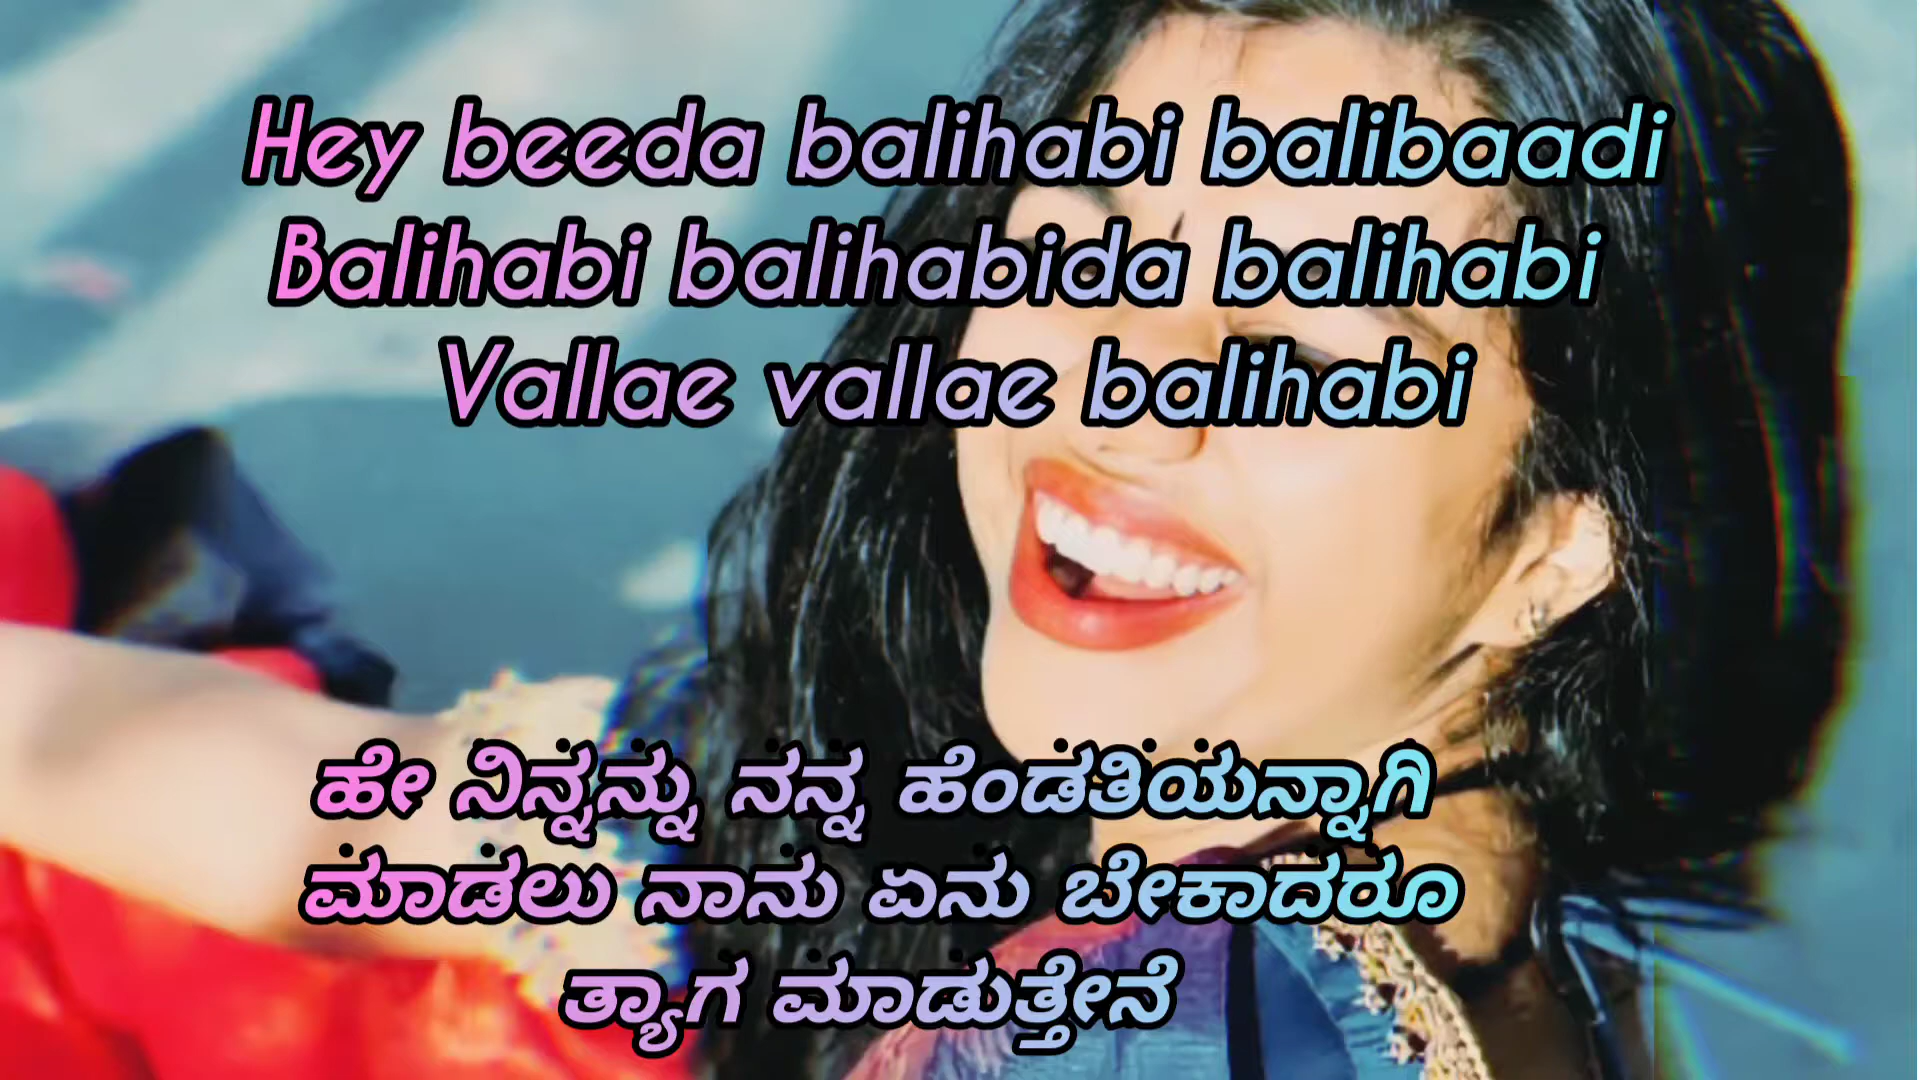 Hey beeda balihabi balibaadi
Balihabi balihabida balihabi
Vallae vallae balihabi
ಹೇ ನಿನ್ನನ್ನು ನನ್ನ ಹೆಂಡತಿಯನ್ನಾಗಿ
ಮಾಡಲು ನಾನು ಏನು ಬೇಕಾದರೂ
ತ್ಯಾಗ ಮಾಡುತ್ತೇನೆ